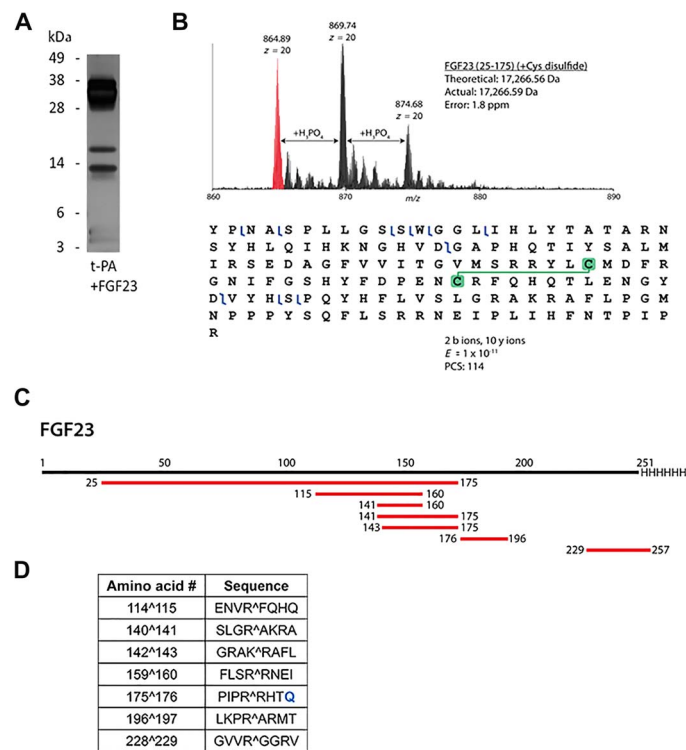 A
kDa
49 -
38 -
28 -
14 -
6 -
3 -
t-PA
+FGF23
B
864.89
z = 20
869.74
z = 20
874.68
z = 20
+H3PO4
+H3PO4
FGF23 (25-175) (+Cys disulfide)
Theoretical: 17,266.56 Da
Actual: 17,266.59 Da
Error: 1.8 ppm
860 870 880 890
m/z
Y P N A S P L L G S S W G G L I H L Y T A T A R N
S Y H L Q I H K N G H V D G A P H Q T I Y S A L M
I R S E D A G F V V I T G V M S R R Y L C M D F R
G N I F G S H Y F D P E N C R F Q H Q T L E N G Y
D V Y H S P Q Y H F L V S L G R A K R A F L P G M
N P P P Y S Q F L S R R N E I P L I H F N T P I P
R
2 b ions, 10 y ions
E = 1 x 10-11
PCS: 114
C
FGF23
1 50 100 150 200 251
HHHHHH
25 175
115 160
141 160
141 175
143 175
176 196
229 257
D
Amino acid # Sequence
114^115 ENVR^FQHQ
140^141 SLGR^AKRA
142^143 GRAK^RAFL
159^160 FLSR^RNEI
175^176 PIPR^RHTQ
196^197 LKPR^ARMT
228^229 GVVR^GGRV